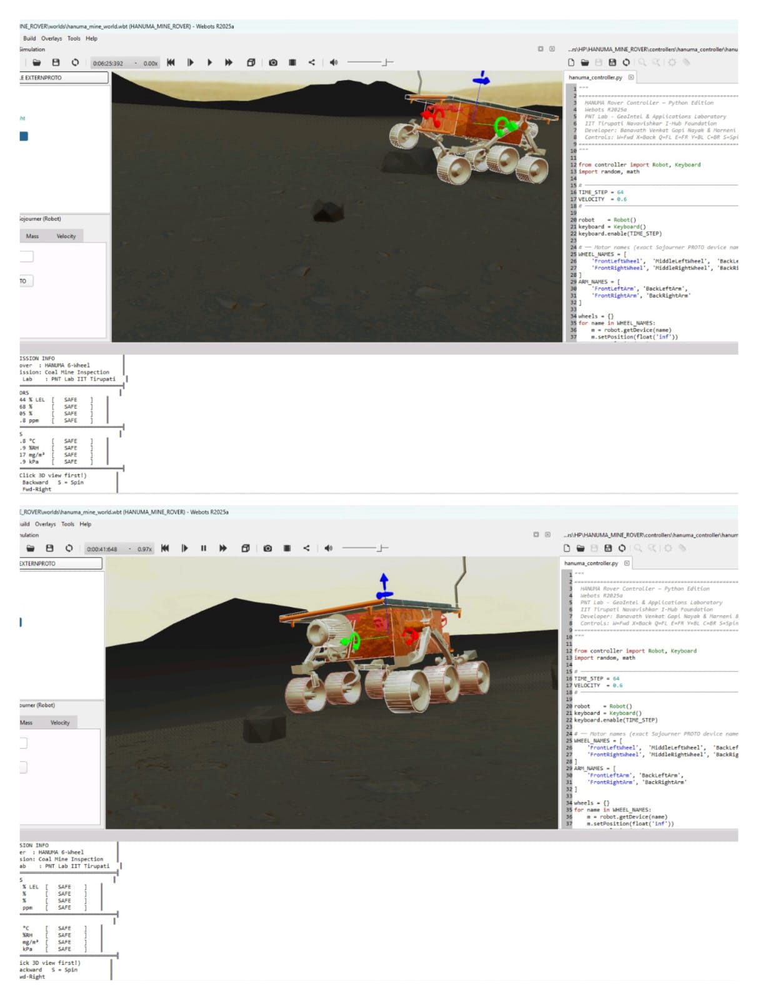 INE_ROVER\worlds\hanuma_mine_world.wbt (HANUMA_MINE_ROVER) - Webots R2025a
Build Overlays Tools Help
Simulation
...rs\HP\HANUMA_MINE_ROVER\controllers\hanuma_controller\hanu
0:06:25:392 - 0.00x
LE EXTERNPROTO
hanuma_controller.py
ht
Sojourner (Robot)
Mass Velocity
TO
1 """
2 ================================================
3 HANUMA Rover Controller – Python Edition
4 Webots R2025a
5 PNT Lab - GeoIntel & Applications Laboratory
6 IIT Tirupati Navavishkar I-Hub Foundation
7 Developer: Banavath Venkat Gopi Nayak & Marneni
8 Controls: W=Fwd X=Back Q=FL E=FR Y=BL C=BR S=Spi
9 ================================================
10 """
11
12 from controller import Robot, Keyboard
13 import random, math
14
15 # ────────────────────────
16 TIME_STEP = 64
17 VELOCITY = 0.6
18 # ────────────────────────
19
20 robot = Robot()
21 keyboard = Keyboard()
22 keyboard.enable(TIME_STEP)
23
24 # ── Motor names (exact Sojourner PROTO device nam
25 WHEEL_NAMES = [
26 'FrontLeftWheel', 'MiddleLeftWheel', 'BackLe
27 'FrontRightWheel', 'MiddleRightWheel', 'BackRi
28 ]
29 ARM_NAMES = [
30 'FrontLeftArm', 'BackLeftArm',
31 'FrontRightArm', 'BackRightArm'
32 ]
33
34 wheels = {}
35 for name in WHEEL_NAMES:
36 m = robot.getDevice(name)
37 m.setPosition(float('inf'))
ISSION INFO
over : HANUMA 6-Wheel
ission: Coal Mine Inspection
Lab : PNT Lab IIT Tirupati
ORS
44 % LEL [ SAFE ]
68 % [ SAFE ]
05 % [ SAFE ]
.8 ppm [ SAFE ]
S
.8 °C [ SAFE ]
.9 %RH [ SAFE ]
17 mg/m³ [ SAFE ]
.9 kPa [ SAFE ]
Click 3D view first!)
Backward S = Spin
Fwd-Right
E_ROVER\worlds\hanuma_mine_world.wbt (HANUMA_MINE_ROVER) - Webots R2025a
uild Overlays Tools Help
nulation
...rs\HP\HANUMA_MINE_ROVER\controllers\hanuma_controller\hanum
0:00:41:648 - 0.97x
EXTERNPROTO
hanuma_controller.py
ourner (Robot)
Mass Velocity
1 """
2 ================================================
3 HANUMA Rover Controller – Python Edition
4 Webots R2025a
5 PNT Lab - GeoIntel & Applications Laboratory
6 IIT Tirupati Navavishkar I-Hub Foundation
7 Developer: Banavath Venkat Gopi Nayak & Marneni B
8 Controls: W=Fwd X=Back Q=FL E=FR Y=BL C=BR S=Spin
9 ================================================
10 """
11
12 from controller import Robot, Keyboard
13 import random, math
14
15 # ────────────────────────
16 TIME_STEP = 64
17 VELOCITY = 0.6
18 # ────────────────────────
19
20 robot = Robot()
21 keyboard = Keyboard()
22 keyboard.enable(TIME_STEP)
23
24 # ── Motor names (exact Sojourner PROTO device name
25 WHEEL_NAMES = [
26 'FrontLeftWheel', 'MiddleLeftWheel', 'BackLef
27 'FrontRightWheel', 'MiddleRightWheel', 'BackRig
28 ]
29 ARM_NAMES = [
30 'FrontLeftArm', 'BackLeftArm',
31 'FrontRightArm', 'BackRightArm'
32 ]
33
34 wheels = {}
35 for name in WHEEL_NAMES:
36 m = robot.getDevice(name)
37 m.setPosition(float('inf'))
SION INFO
er : HANUMA 6-Wheel
sion: Coal Mine Inspection
ab : PNT Lab IIT Tirupati
S
% LEL [ SAFE ]
% [ SAFE ]
% [ SAFE ]
ppm [ SAFE ]
°C [ SAFE ]
%RH [ SAFE ]
mg/m³ [ SAFE ]
kPa [ SAFE ]
ick 3D view first!)
ackward S = Spin
wd-Right